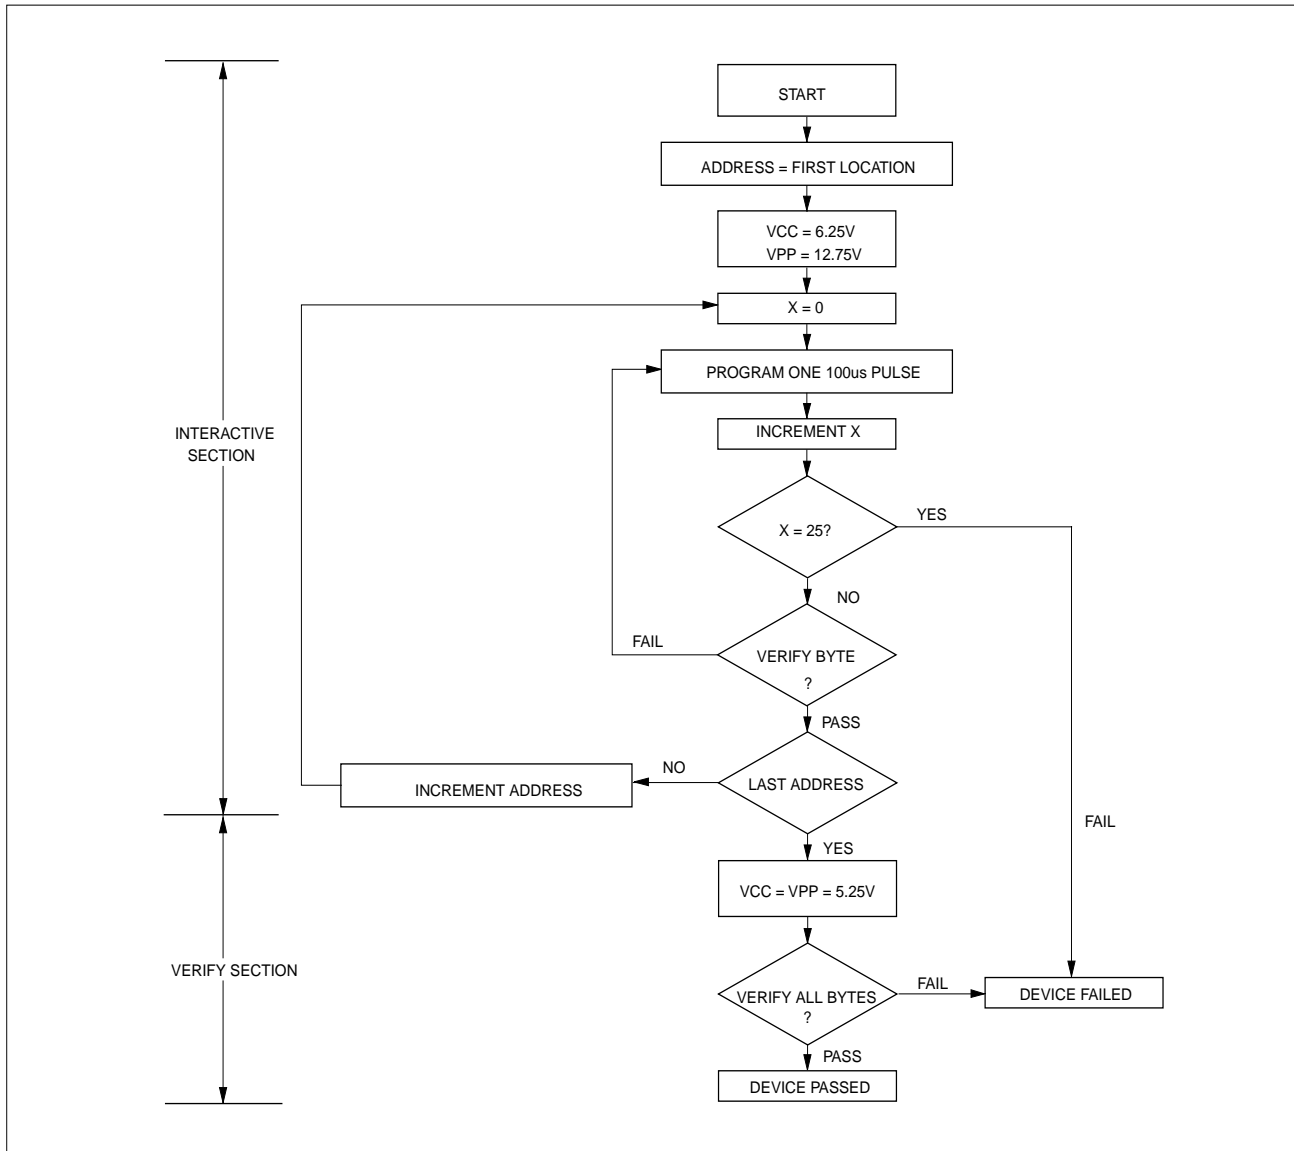 START
ADDRESS = FIRST LOCATION
VCC = 6.25V
VPP = 12.75V
X = 0
PROGRAM ONE 100us PULSE
INCREMENT X
INTERACTIVE
SECTION
X = 25?
YES
NO
FAIL
VERIFY BYTE
?
PASS
NO
INCREMENT ADDRESS
LAST ADDRESS
FAIL
YES
VCC = VPP = 5.25V
VERIFY SECTION
VERIFY ALL BYTES
?
FAIL
DEVICE FAILED
PASS
DEVICE PASSED